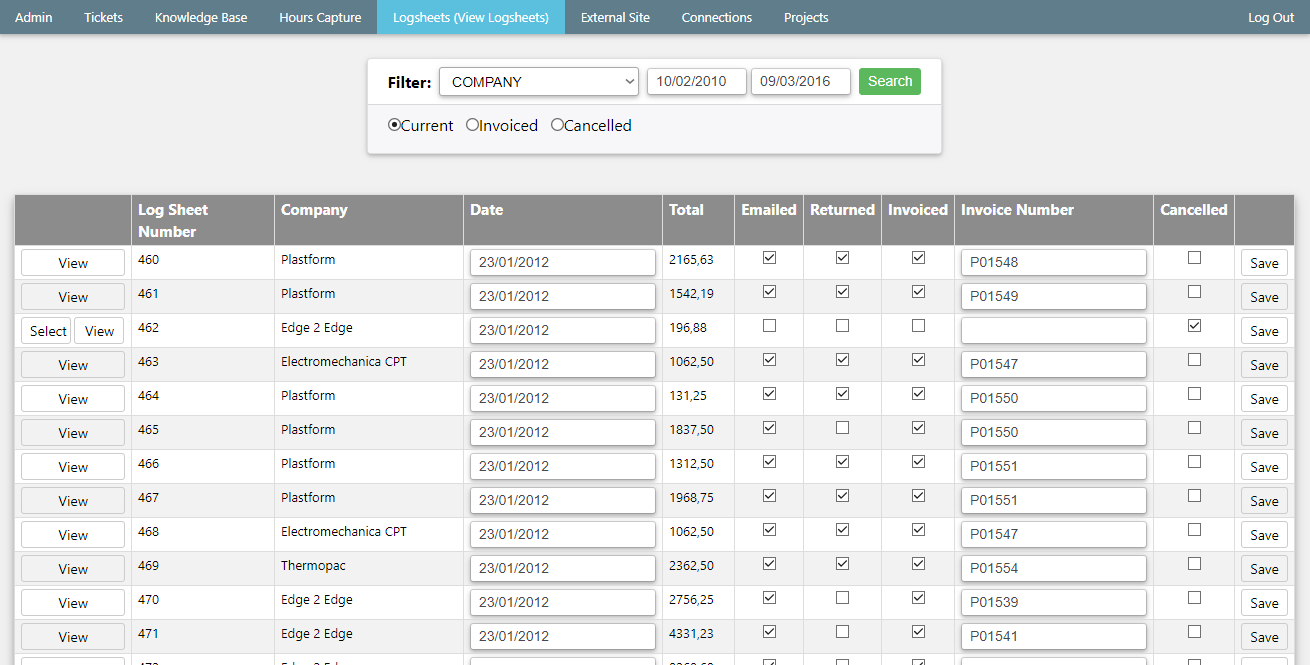 Admin Tickets Knowledge Base Hours Capture Logsheets (View Logsheets) External Site Connections Projects Log Out
Filter: COMPANY 10/02/2010 09/03/2016 Search
Current Invoiced Cancelled
Log Sheet Number Company Date Total Emailed Returned Invoiced Invoice Number Cancelled
View 460 Plastform 23/01/2012 2165,63 P01548 Save
View 461 Plastform 23/01/2012 1542,19 P01549 Save
Select View 462 Edge 2 Edge 23/01/2012 196,88 Save
View 463 Electromechanica CPT 23/01/2012 1062,50 P01547 Save
View 464 Plastform 23/01/2012 131,25 P01550 Save
View 465 Plastform 23/01/2012 1837,50 P01550 Save
View 466 Plastform 23/01/2012 1312,50 P01551 Save
View 467 Plastform 23/01/2012 1968,75 P01551 Save
View 468 Electromechanica CPT 23/01/2012 1062,50 P01547 Save
View 469 Thermopac 23/01/2012 2362,50 P01554 Save
View 470 Edge 2 Edge 23/01/2012 2756,25 P01539 Save
View 471 Edge 2 Edge 23/01/2012 4331,23 P01541 Save